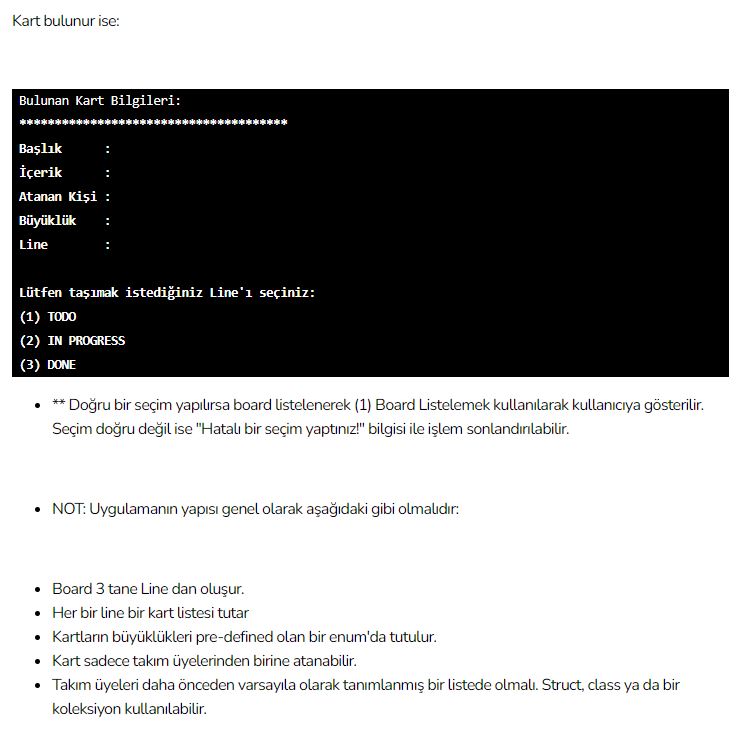 Kart bulunur ise:
Bulunan Kart Bilgileri:
**************************************
Başlık      :
İçerik      :
Atanan Kişi :
Büyüklük    :
Line        :
Lütfen taşımak istediğiniz Line'ı seçiniz:
(1) TODO
(2) IN PROGRESS
(3) DONE
• ** Doğru bir seçim yapılırsa board listelenerek (1) Board Listelemek kullanılarak kullanıcıya gösterilir.
Seçim doğru değil ise "Hatalı bir seçim yaptınız!" bilgisi ile işlem sonlandırılabilir.
• NOT: Uygulamanın yapısı genel olarak aşağıdaki gibi olmalıdır:
• Board 3 tane Line dan oluşur.
• Her bir line bir kart listesi tutar
• Kartların büyüklükleri pre-defined olan bir enum'da tutulur.
• Kart sadece takım üyelerinden birine atanabilir.
• Takım üyeleri daha önceden varsayıla olarak tanımlanmış bir listede olmalı. Struct, class ya da bir
koleksiyon kullanılabilir.